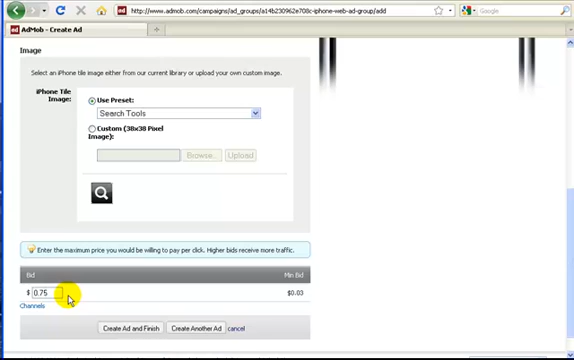 http://www.admob.com/campaigns/ad_groups/a14b230962e708c-iphone-web-ad-group/add
Google
AdMob - Create Ad
Image
Select an iPhone tile image either from our current library or upload your own custom image.
iPhone Tile Image:
Use Preset:
Search Tools
Custom (38x38 Pixel
Image):
Browse...
Upload
Enter the maximum price you would be willing to pay per click. Higher bids receive more traffic.
Bid
Min Bid
$ 0.75
$0.03
Channels
Create Ad and Finish
Create Another Ad
cancel